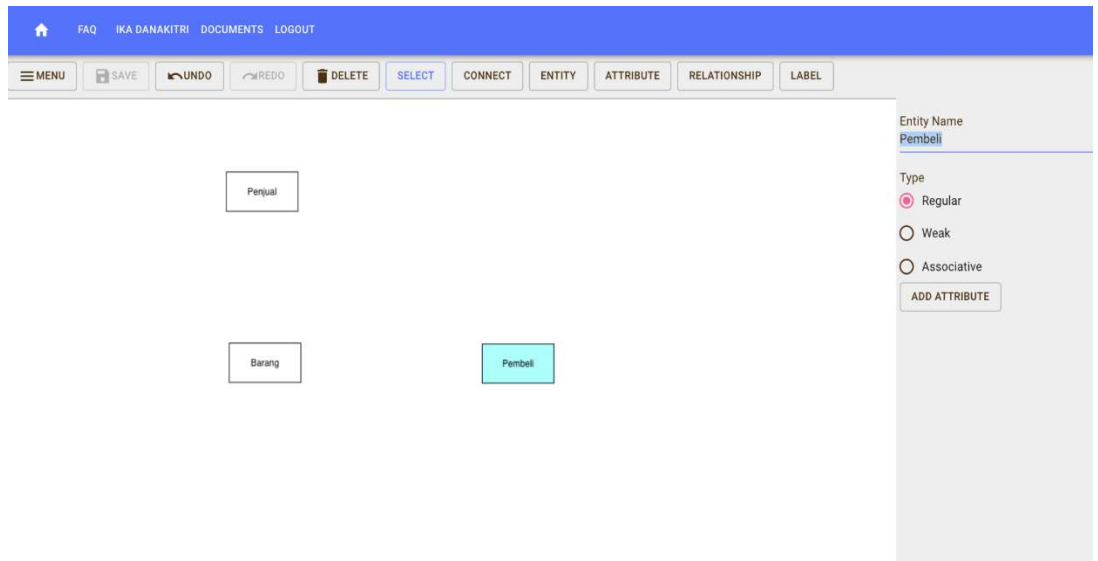 FAQ IKA DANAKITRI DOCUMENTS LOGOUT
MENU SAVE UNDO REDO DELETE SELECT CONNECT ENTITY ATTRIBUTE RELATIONSHIP LABEL
Entity Name
Pembeli
Type
Regular
Weak
Associative
ADD ATTRIBUTE
Penjual
Barang
Pembeli